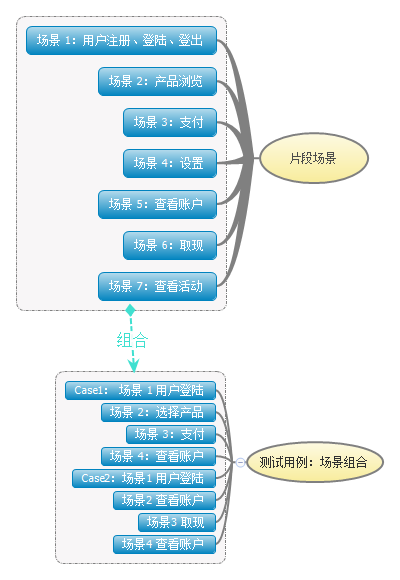 场景 1：用户注册、登陆、登出
场景 2：产品浏览
场景 3：支付
场景 4：设置
场景 5：查看账户
场景 6：取现
场景 7：查看活动
片段场景
组合
Case1： 场景 1 用户登陆
场景 2：选择产品
场景 3：支付
场景 4：查看账户
Case2：场景1 用户登陆
场景2 查看账户
场景3 取现
场景4 查看账户
测试用例：场景组合